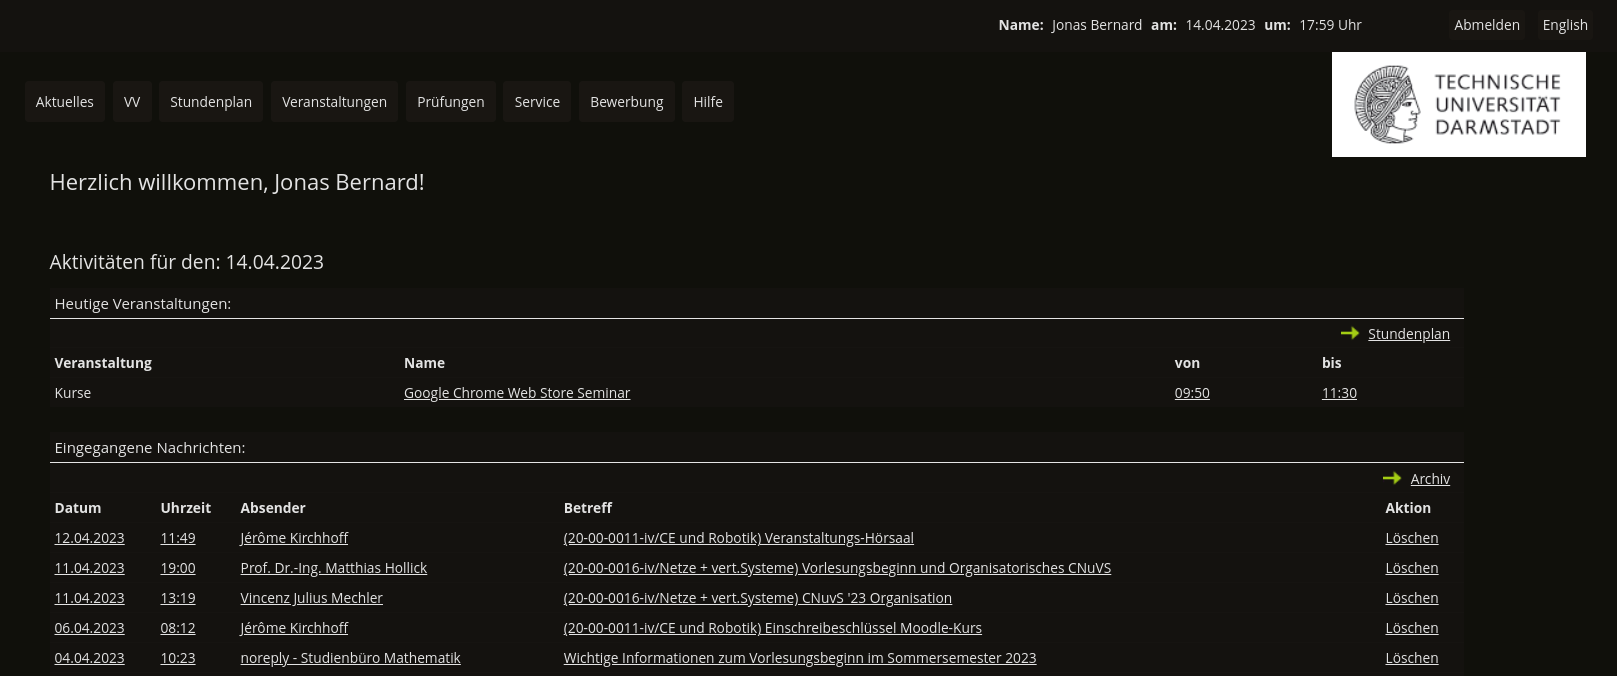 Name: Jonas Bernard am: 14.04.2023 um: 17:59 Uhr Abmelden English
Aktuelles VV Stundenplan Veranstaltungen Prüfungen Service Bewerbung Hilfe
TECHNISCHE
UNIVERSITÄT
DARMSTADT
Herzlich willkommen, Jonas Bernard!
Aktivitäten für den: 14.04.2023
Heutige Veranstaltungen:
Stundenplan
Veranstaltung Name von bis
Kurse Google Chrome Web Store Seminar 09:50 11:30
Eingegangene Nachrichten:
Archiv
Datum Uhrzeit Absender Betreff Aktion
12.04.2023 11:49 Jérôme Kirchhoff (20-00-0011-iv/CE und Robotik) Veranstaltungs-Hörsaal Löschen
11.04.2023 19:00 Prof. Dr.-Ing. Matthias Hollick (20-00-0016-iv/Netze + vert.Systeme) Vorlesungsbeginn und Organisatorisches CNuVS Löschen
11.04.2023 13:19 Vincenz Julius Mechler (20-00-0016-iv/Netze + vert.Systeme) CNuvS '23 Organisation Löschen
06.04.2023 08:12 Jérôme Kirchhoff (20-00-0011-iv/CE und Robotik) Einschreibeschlüssel Moodle-Kurs Löschen
04.04.2023 10:23 noreply - Studienbüro Mathematik Wichtige Informationen zum Vorlesungsbeginn im Sommersemester 2023 Löschen